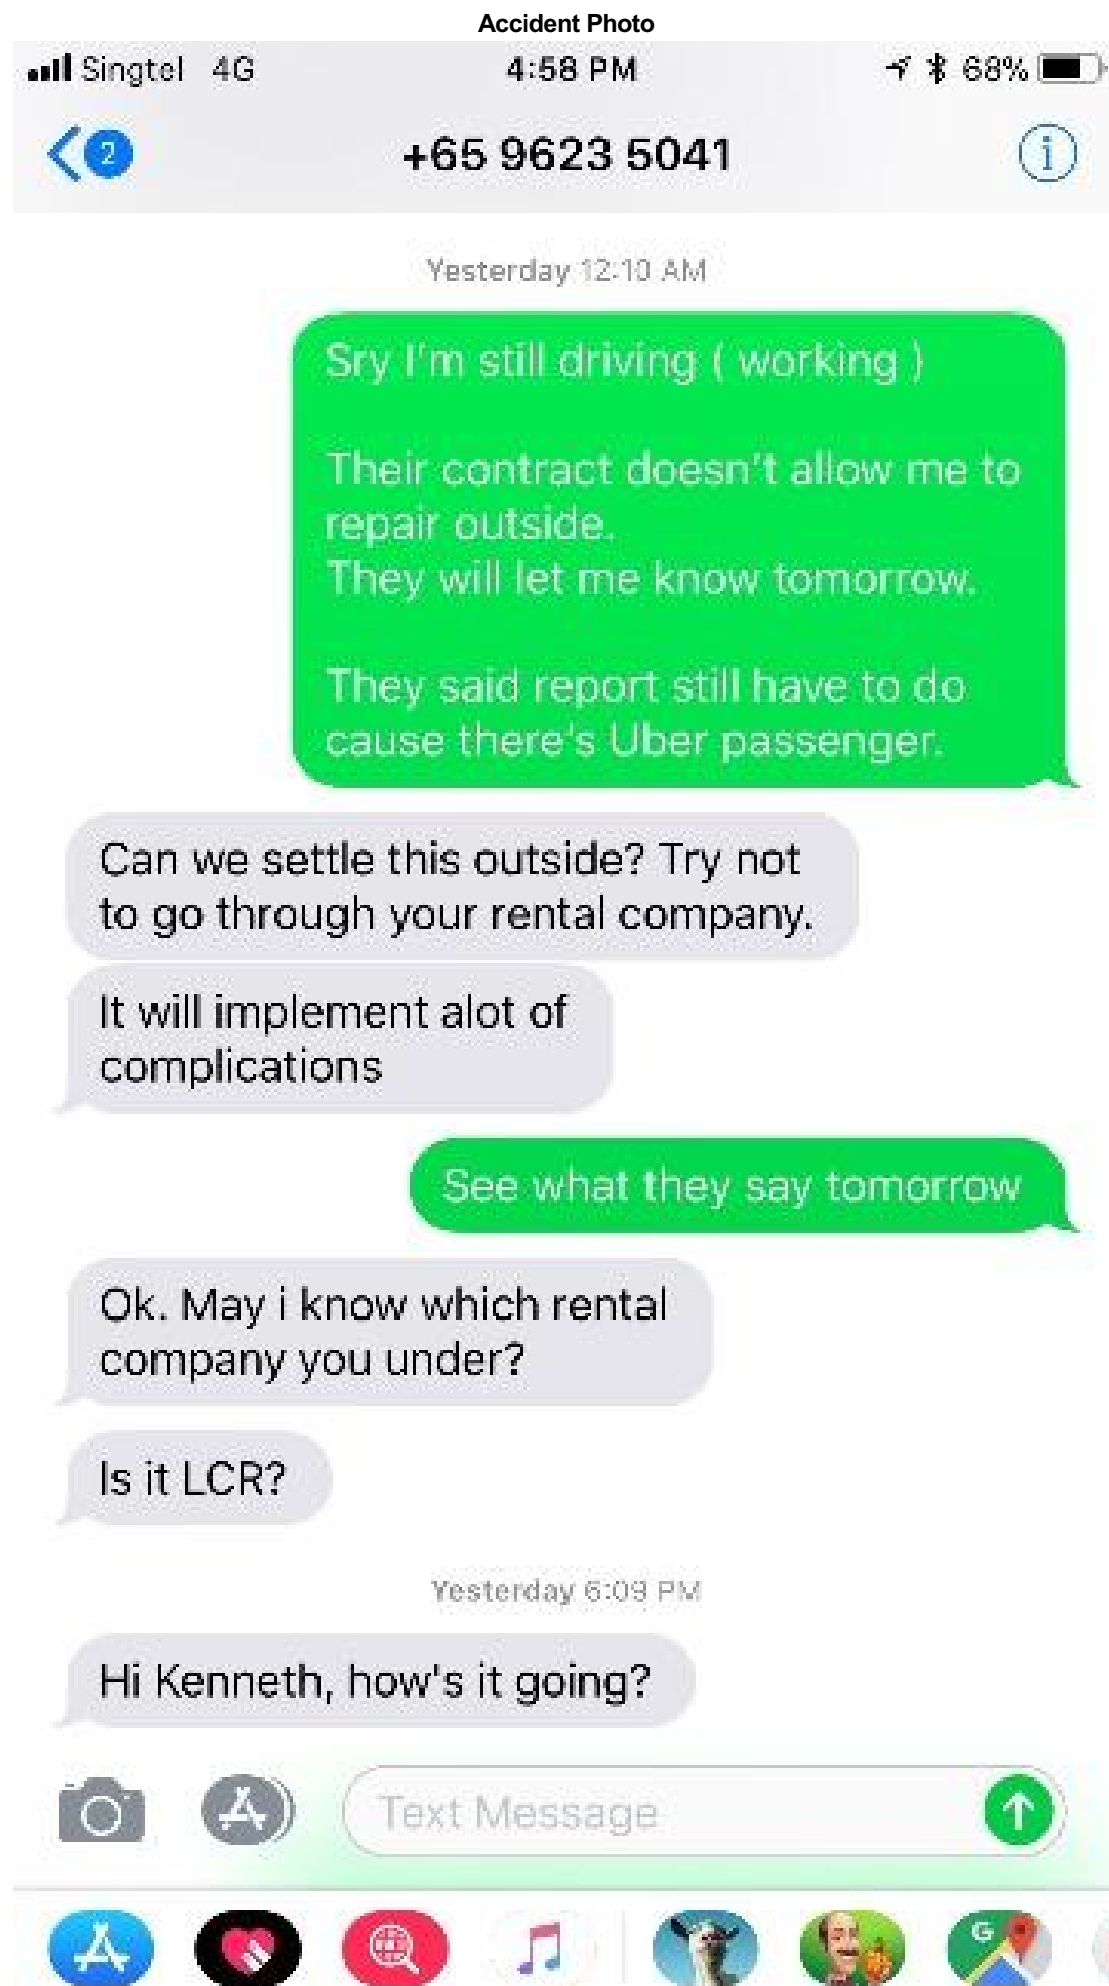 Accident Photo
Singtel 4G 4:58 PM 68%
2 +65 9623 5041
Yesterday 12:10 AM
Sry I'm still driving ( working )
Their contract doesn't allow me to
repair outside.
They will let me know tomorrow.
They said report still have to do
cause there's Uber passenger.
Can we settle this outside? Try not
to go through your rental company.
It will implement alot of
complications
See what they say tomorrow
Ok. May i know which rental
company you under?
Is it LCR?
Yesterday 6:09 PM
Hi Kenneth, how's it going?
Text Message
G